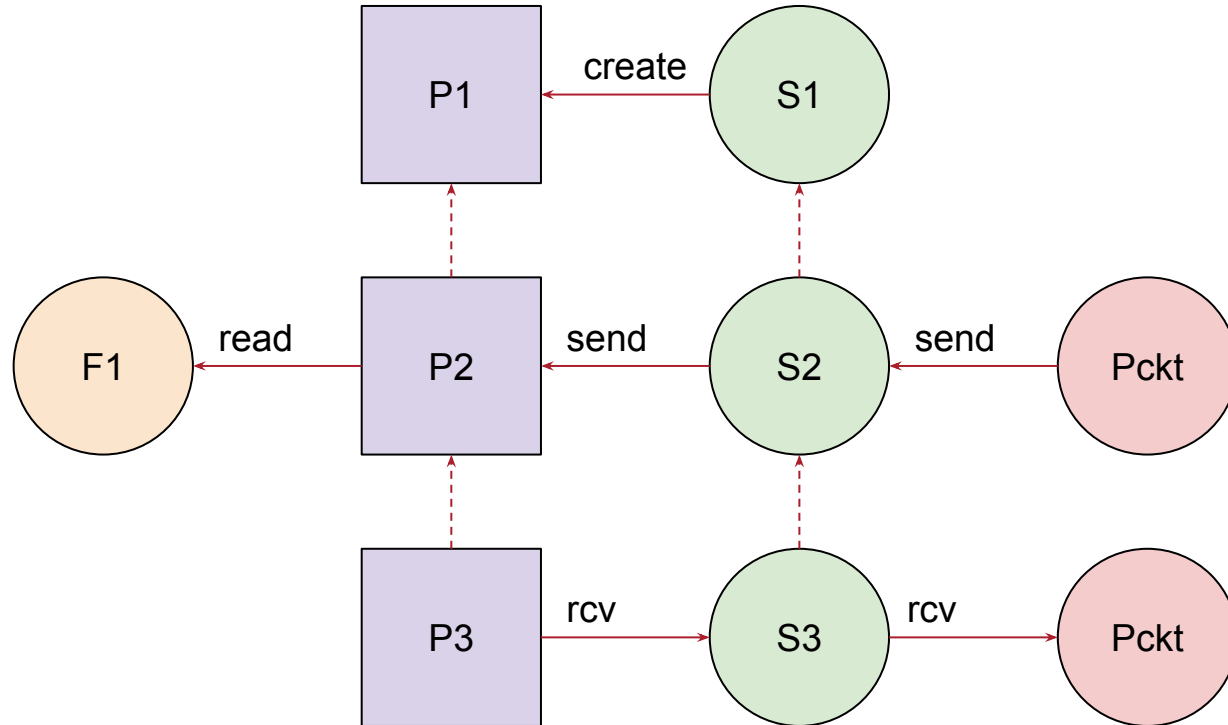 create
P1
S1
read
send
send
F1
P2
S2
Pckt
rcv
rcv
P3
S3
Pckt